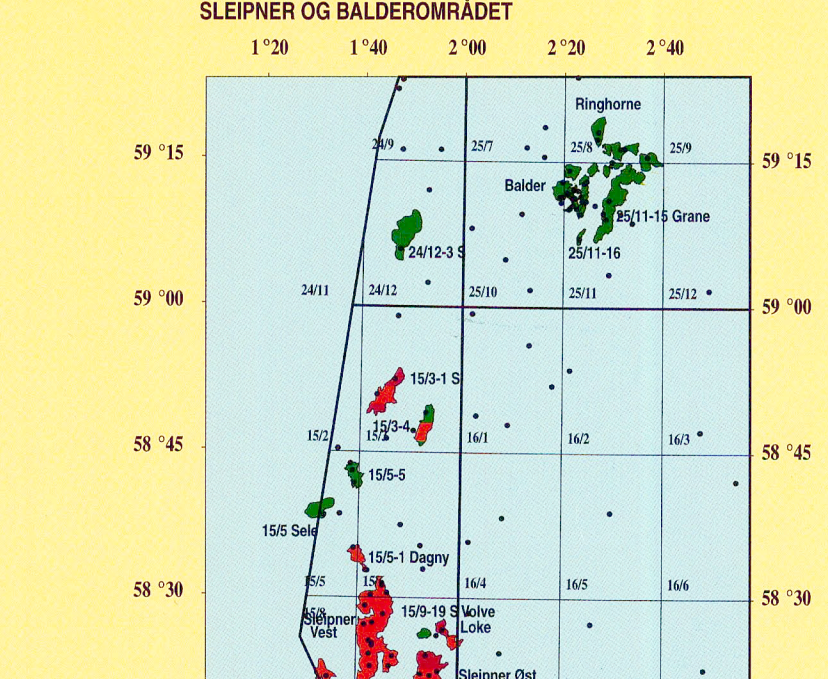 SLEIPNER OG BALDEROMRÅDET
1°20 1°40 2°00 2°20 2°40
Ringhorne
24/9 25/7 25/8 25/9
59 °15 59 °15
Balder
25/11-15 Grane
24/12-3 S 25/11-16
24/11 24/12 25/10 25/11 25/12
59 °00 59 °00
15/3-1 S
15/3-4
15/2 16/1 16/2 16/3
58 °45 58 °45
15/5-5
15/5 Sele
15/5-1 Dagny
15/5 16/4 16/5 16/6
58 °30 58 °30
15/8 15/9-19 S Volve
Sleipner Loke
Vest
Sleipner Øst